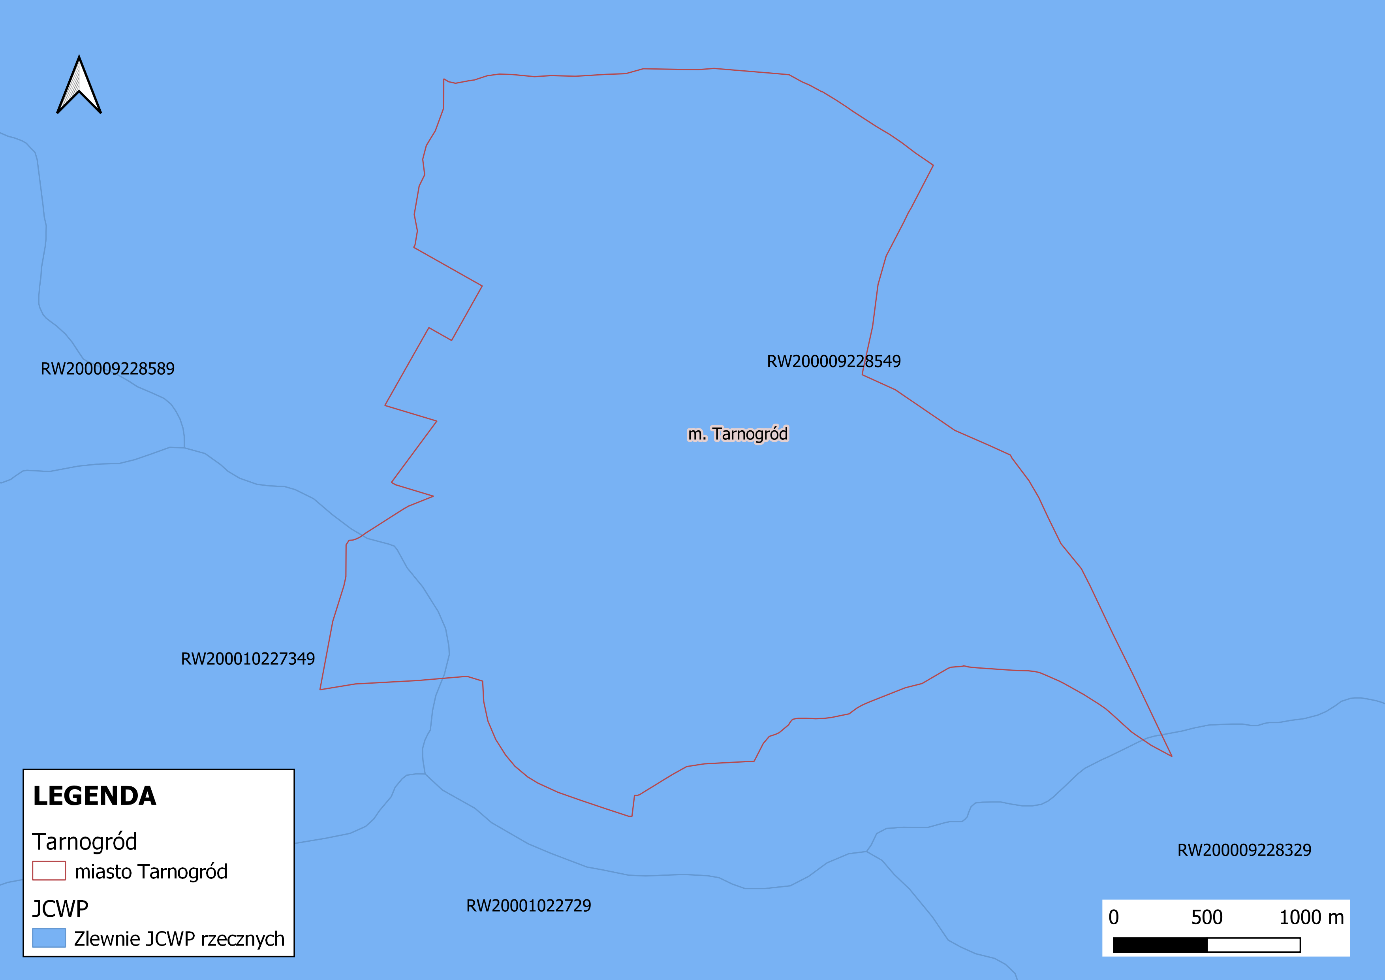 RW200009228589
RW200009228549
m. Tarnogród
RW200010227349
RW20001022729
RW200009228329
LEGENDA
Tarnogród
miasto Tarnogród
JCWP
Zlewnie JCWP rzecznych
0 500 1000 m